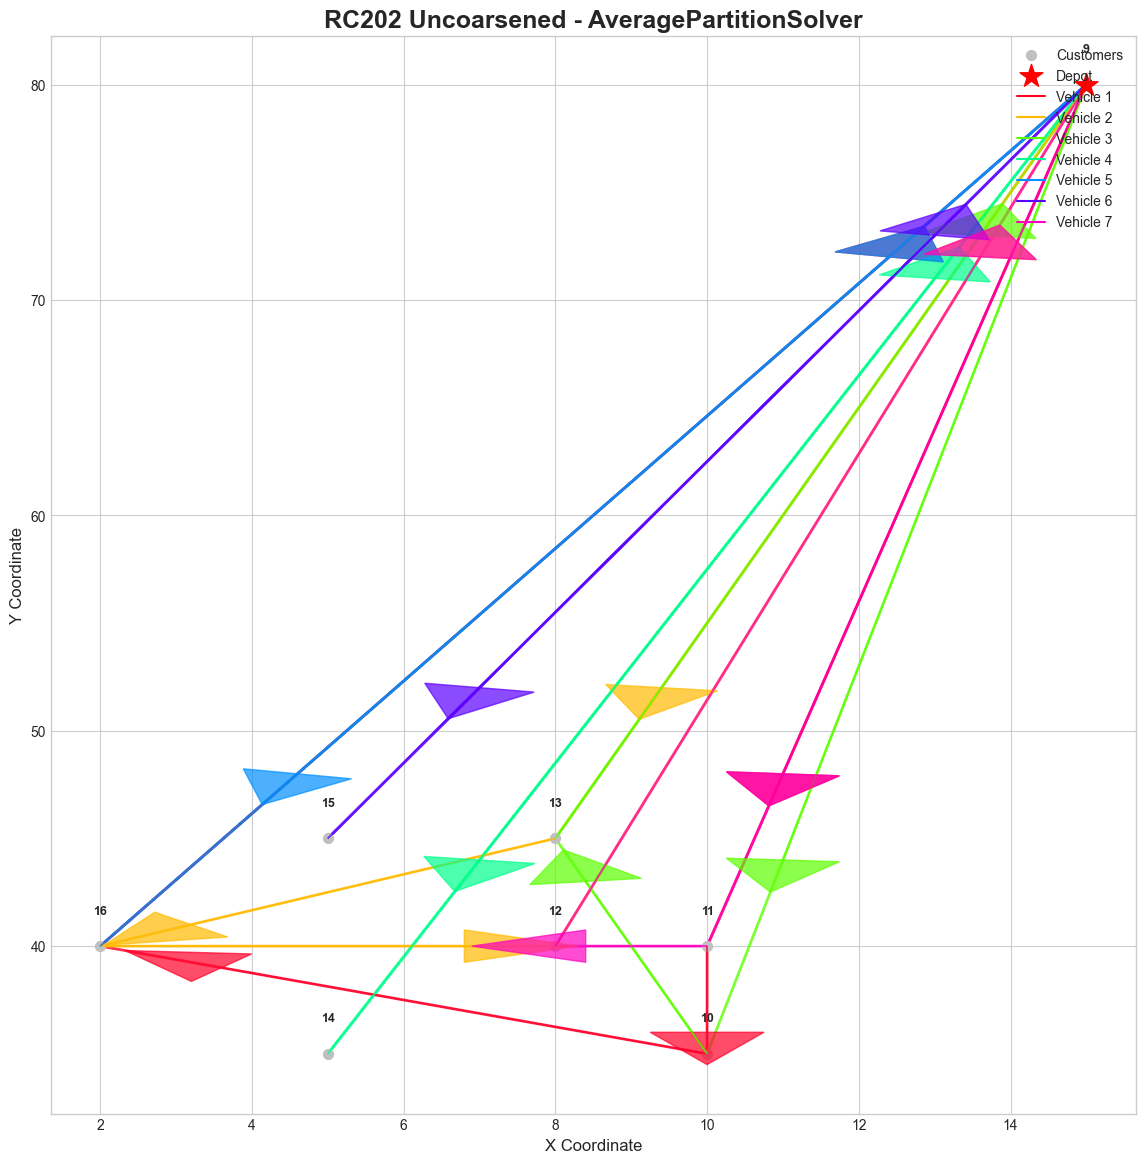 RC202 Uncoarsened - AveragePartitionSolver
9
Customers
Depot
Vehicle 1
Vehicle 2
Vehicle 3
Vehicle 4
Vehicle 5
Vehicle 6
Vehicle 7
80
70
60
50
40
Y Coordinate
15
13
16
12
11
14
10
2
4
6
8
10
12
14
X Coordinate